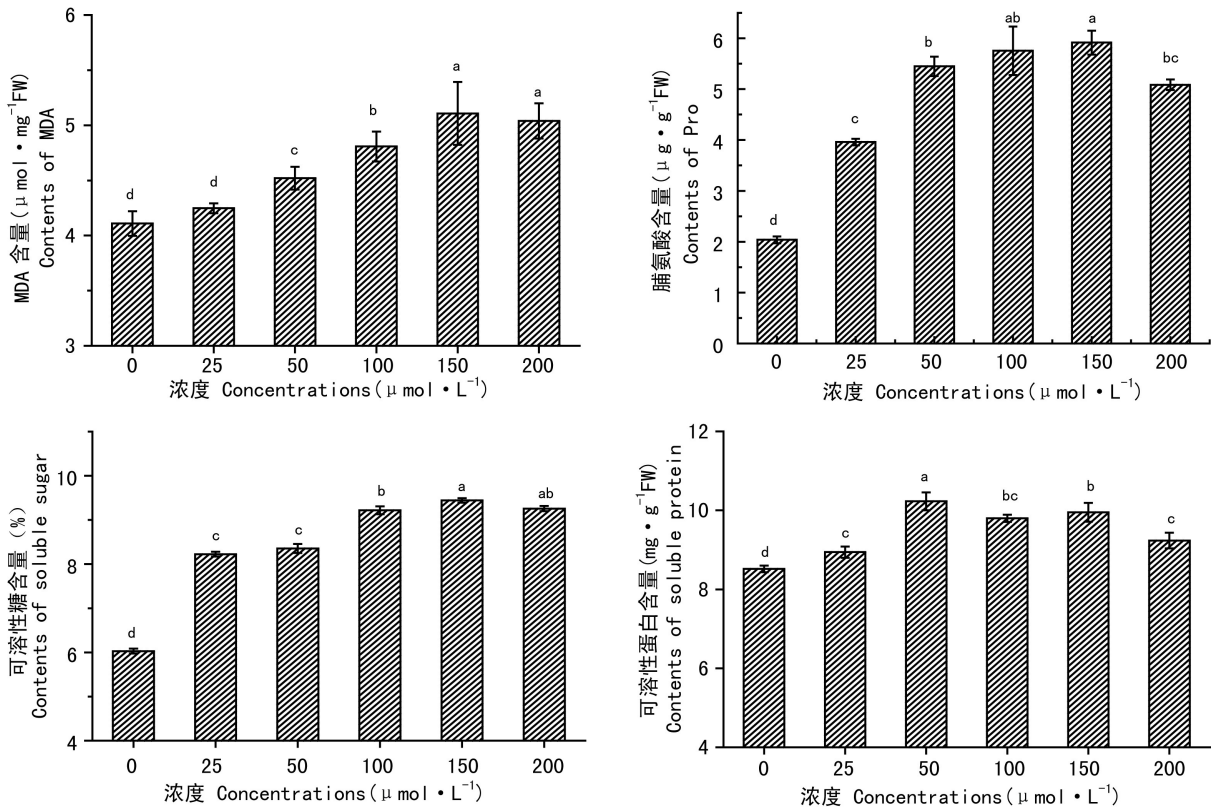 MDA 含量(μmol·mg⁻¹FW)
Contents of MDA
6
5
4
3
d
d
c
b
a
a
0 25 50 100 150 200
浓度 Concentrations(μmol·L⁻¹)
脯氨酸含量(μg·g⁻¹FW)
Contents of Pro
6
5
4
3
2
1
0
d
c
b
ab
a
bc
0 25 50 100 150 200
浓度 Concentrations(μmol·L⁻¹)
可溶性糖含量(%)
Contents of soluble sugar
10
8
6
4
d
c
c
b
a
ab
0 25 50 100 150 200
浓度 Concentrations(μmol·L⁻¹)
可溶性蛋白含量(mg·g⁻¹FW)
Contents of soluble protein
12
10
8
6
4
d
c
a
bc
b
c
0 25 50 100 150 200
浓度 Concentrations(μmol·L⁻¹)